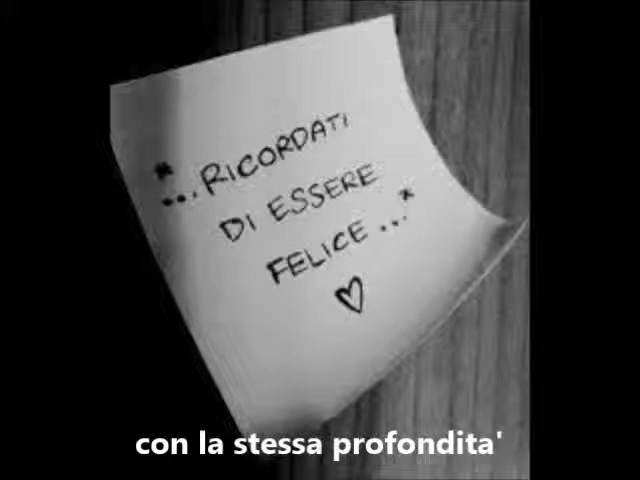 *...RICORDATI
DI ESSERE
FELICE...*
♡
con la stessa profondita'